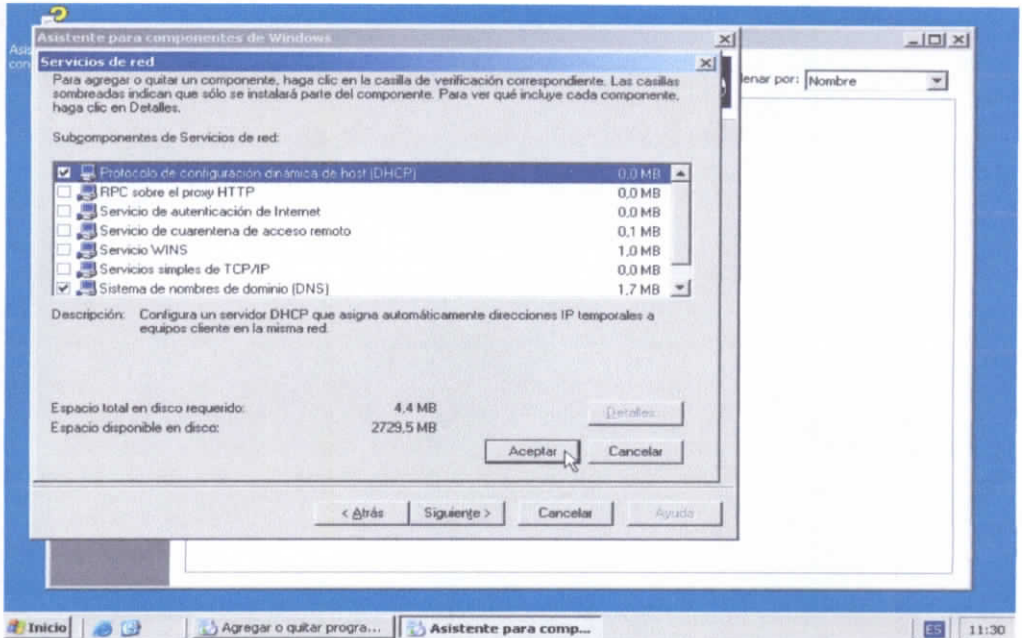 Asistente para componentes de Windows
Servicios de red
Para agregar o quitar un componente, haga clic en la casilla de verificación correspondiente. Las casillas
sombreadas indican que sólo se instalará parte del componente. Para ver qué incluye cada componente,
haga clic en Detalles.
lenar por: Nombre
Subcomponentes de Servicios de red:
Protocolo de configuración dinámica de host (DHCP) 0,0 MB
RPC sobre el proxy HTTP 0,0 MB
Servicio de autenticación de Internet 0,0 MB
Servicio de cuarentena de acceso remoto 0,1 MB
Servicio WINS 1,0 MB
Servicios simples de TCP/IP 0,0 MB
Sistema de nombres de dominio (DNS) 1,7 MB
Descripción: Configura un servidor DHCP que asigna automáticamente direcciones IP temporales a
equipos cliente en la misma red.
Espacio total en disco requerido: 4,4 MB
Detalles...
Espacio disponible en disco: 2729,5 MB
Aceptar Cancelar
< Atrás Siguiente > Cancelar Ayuda
Inicio Agregar o quitar progra... Asistente para comp... ES 11:30